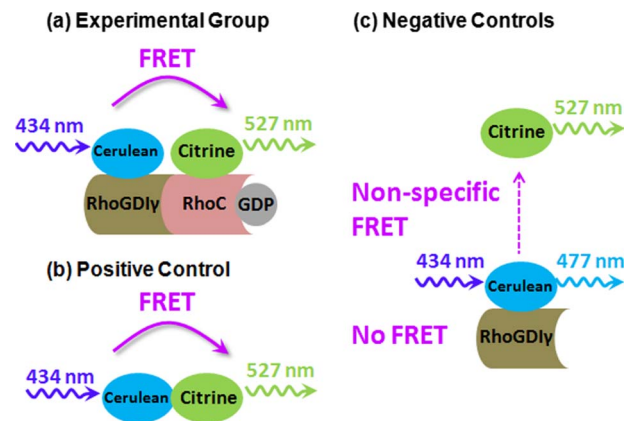 (a) Experimental Group
FRET
434 nm
527 nm
Cerulean
Citrine
RhoGDIγ
RhoC
GDP
(b) Positive Control
FRET
434 nm
527 nm
Cerulean
Citrine
(c) Negative Controls
527 nm
Citrine
Non-specific
FRET
434 nm
477 nm
Cerulean
No FRET
RhoGDIγ